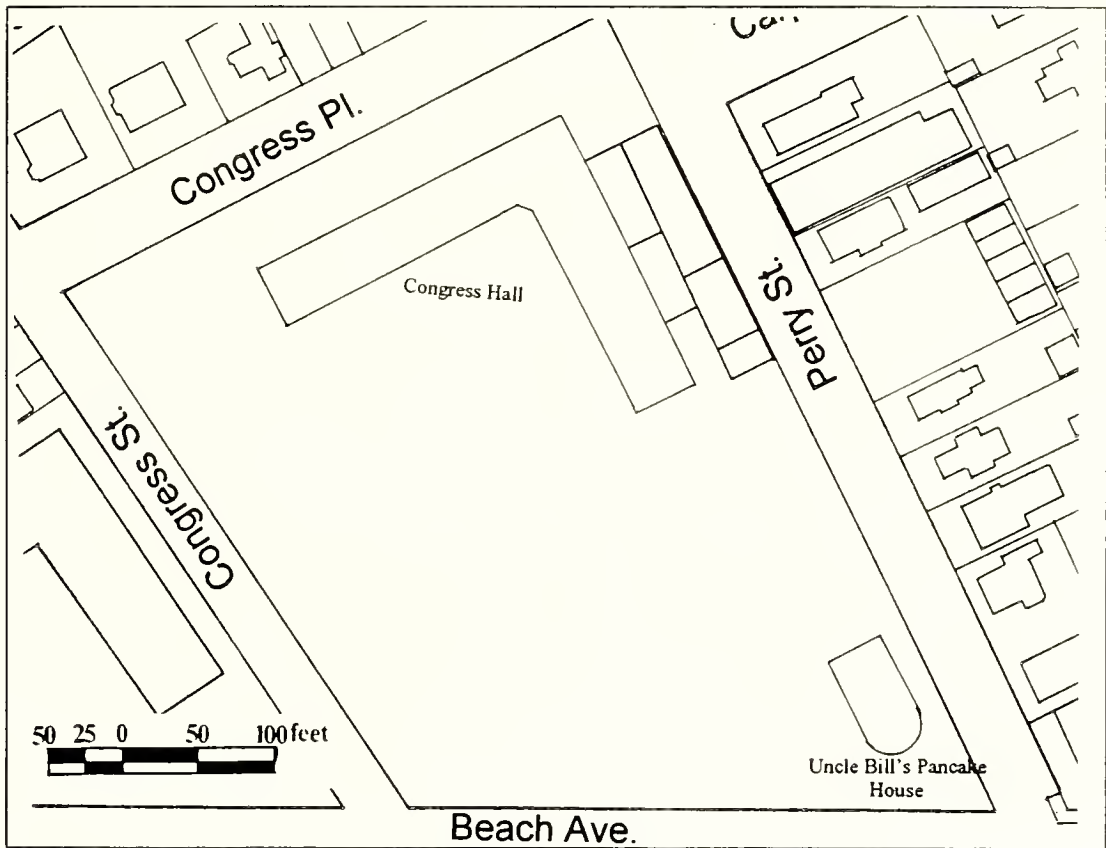 Congress Pl.
Congress Hall
Perry St.
Congress St.
50 25 0 50 100 feet
Uncle Bill's Pancake
House
Beach Ave.